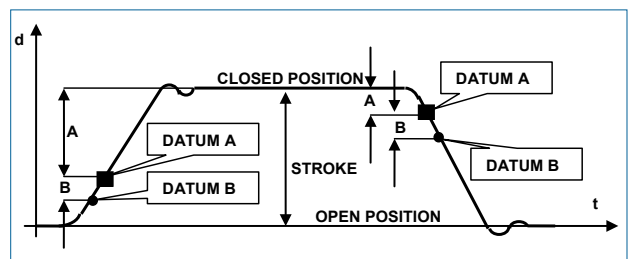 d
CLOSED POSITION
DATUM A
A
A
B
DATUM A
B
DATUM B
STROKE
DATUM B
OPEN POSITION
t